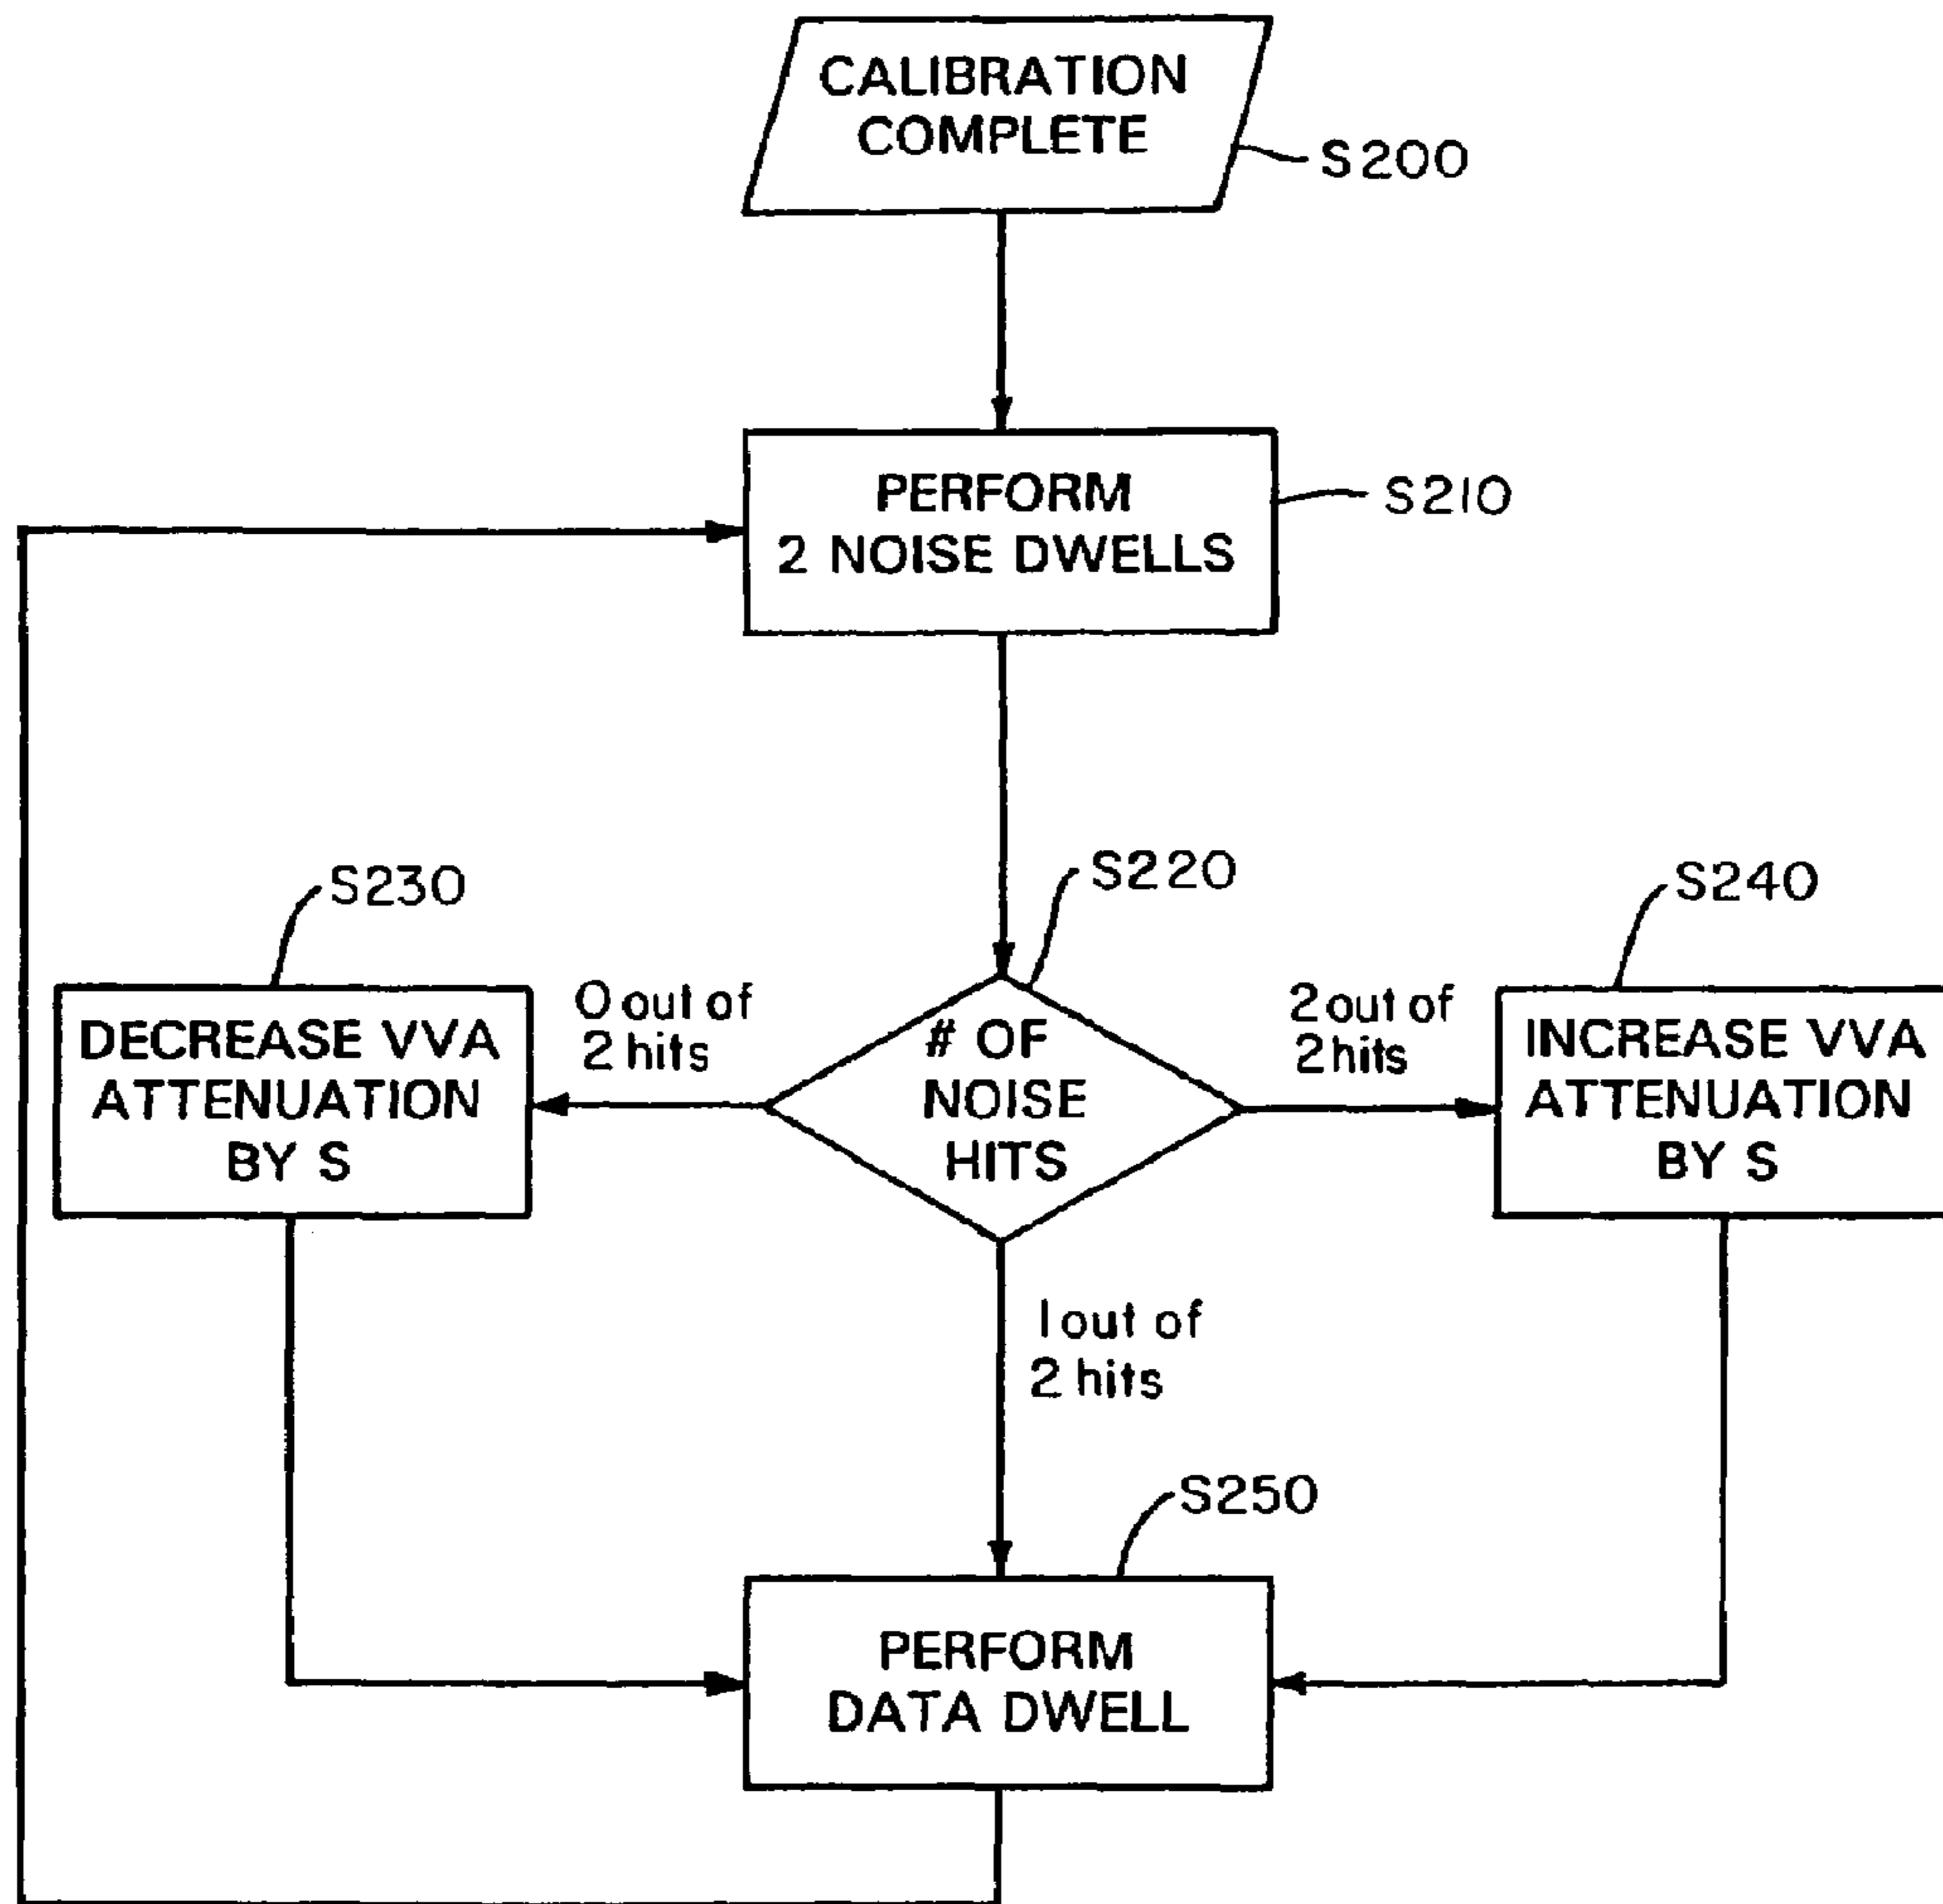 CALIBRATION
COMPLETE
S200
PERFORM
2 NOISE DWELLS
S210
S220
S230
S240
0 out of
2 hits
2 out of
2 hits
DECREASE VVA
ATTENUATION
BY S
# OF
NOISE
HITS
INCREASE VVA
ATTENUATION
BY S
1 out of
2 hits
S250
PERFORM
DATA DWELL